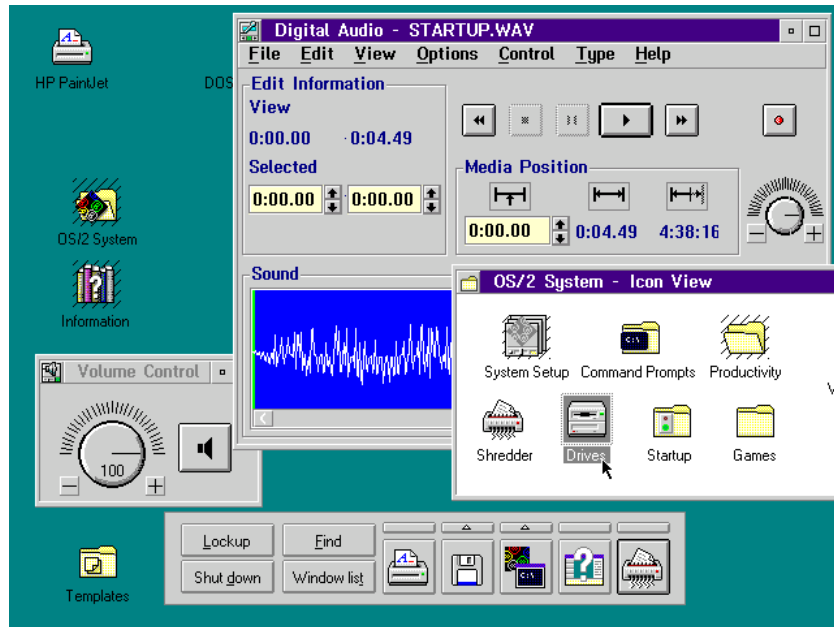 HP PaintJet
DOS
OS/2 System
Information
Digital Audio - STARTUP.WAV
File Edit View Options Control Type Help
Edit Information
View
0:00.00 0:04.49
Selected
0:00.00 0:00.00
Media Position
0:00.00 0:04.49 4:38:16
Sound
OS/2 System - Icon View
System Setup Command Prompts Productivity
C:\
Shredder Drives Startup Games
Volume Control
100
Templates
Lockup Find
Shut down Window list
C:\